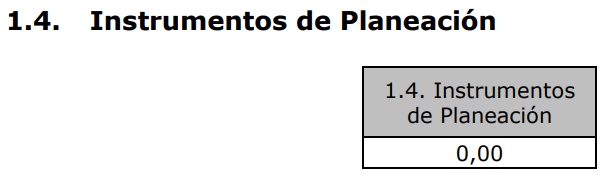 1.4. Instrumentos de Planeación
1.4. Instrumentos
de Planeación
0,00